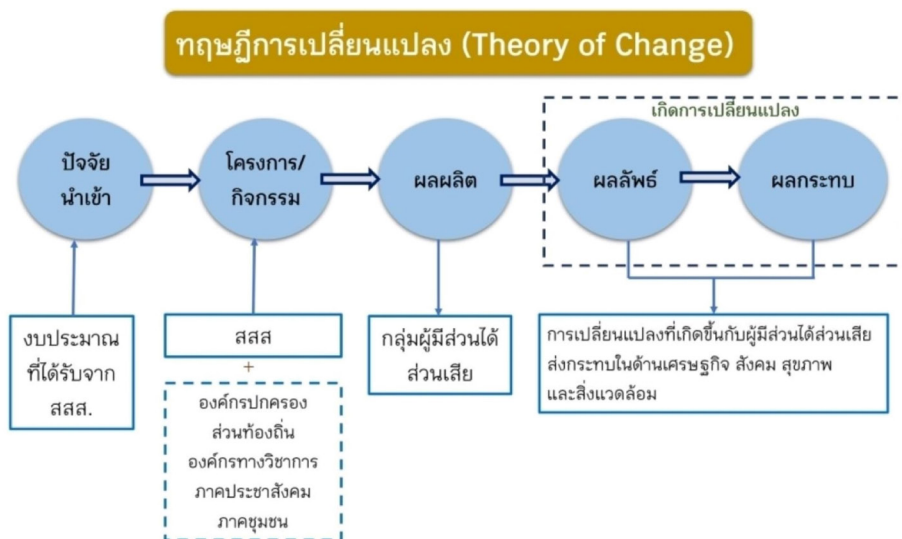 ทฤษฎีการเปลี่ยนแปลง (Theory of Change)
เกิดการเปลี่ยนแปลง
ปัจจัย
นำเข้า
โครงการ/
กิจกรรม
ผลผลิต
ผลลัพธ์
ผลกระทบ
งบประมาณ
ที่ได้รับจาก
สสส.
สสส
+
องค์กรปกครอง
ส่วนท้องถิ่น
องค์กรทางวิชาการ
ภาคประชาสังคม
ภาคชุมชน
กลุ่มผู้มีส่วนได้
ส่วนเสีย
การเปลี่ยนแปลงที่เกิดขึ้นกับผู้มีส่วนได้ส่วนเสีย
ส่งกระทบในด้านเศรษฐกิจ สังคม สุขภาพ
และสิ่งแวดล้อม